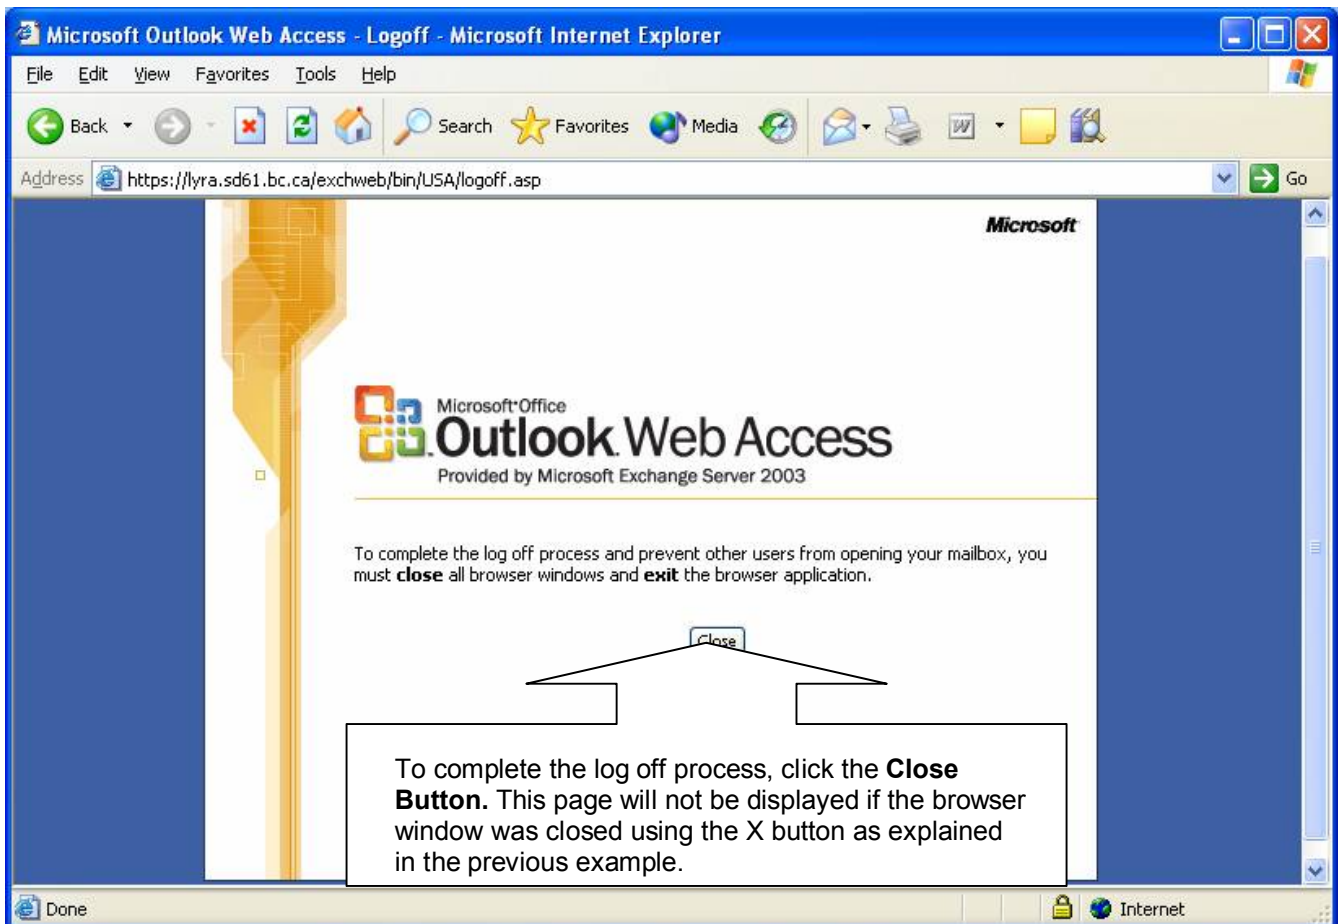 Microsoft Outlook Web Access - Logoff - Microsoft Internet Explorer
File Edit View Favorites Tools Help
Back Search Favorites Media
Address https://lyra.sd61.bc.ca/exchweb/bin/USA/logoff.asp Go
Microsoft
Microsoft Office
Outlook Web Access
Provided by Microsoft Exchange Server 2003
To complete the log off process and prevent other users from opening your mailbox, you
must close all browser windows and exit the browser application.
Close
To complete the log off process, click the Close
Button. This page will not be displayed if the browser
window was closed using the X button as explained
in the previous example.
Done Internet